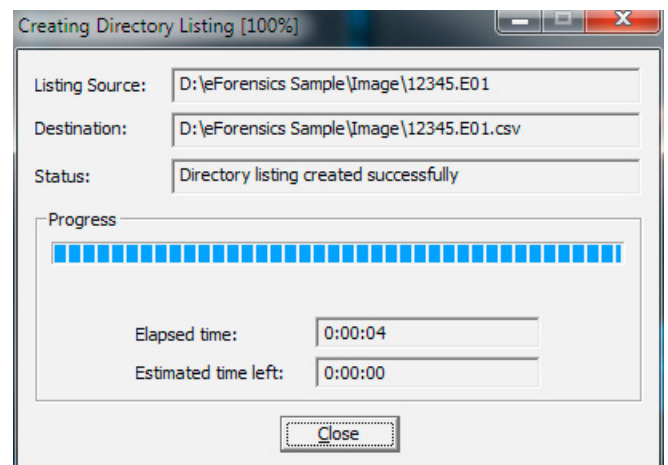 Creating Directory Listing [100%]
Listing Source: D:\eForensics Sample\Image\12345.E01
Destination: D:\eForensics Sample\Image\12345.E01.csv
Status: Directory listing created successfully
Progress
Elapsed time: 0:00:04
Estimated time left: 0:00:00
Close